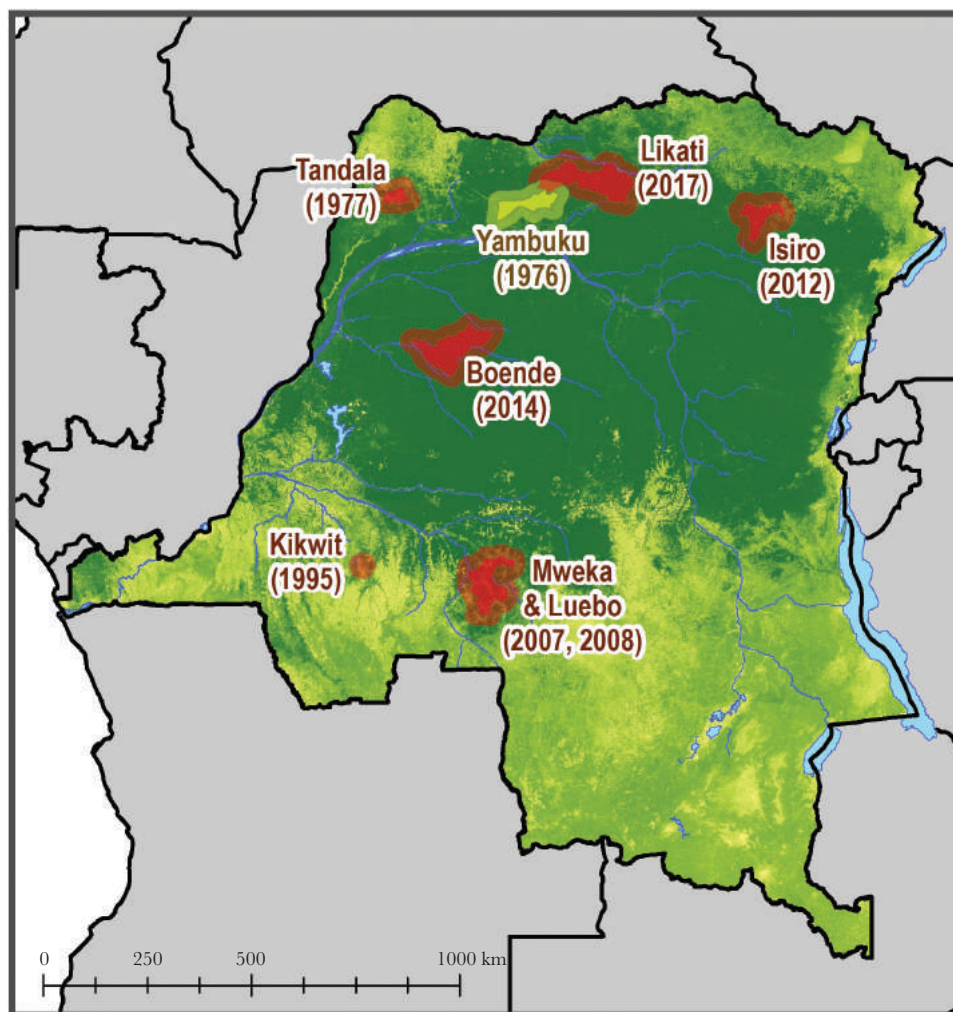 Likati
(2017)
Tandala
(1977)
Yambuku
(1976)
Isiro
(2012)
Boende
(2014)
Kikwit
(1995)
Mweka
& Luebo
(2007, 2008)
0 250 500 1000 km